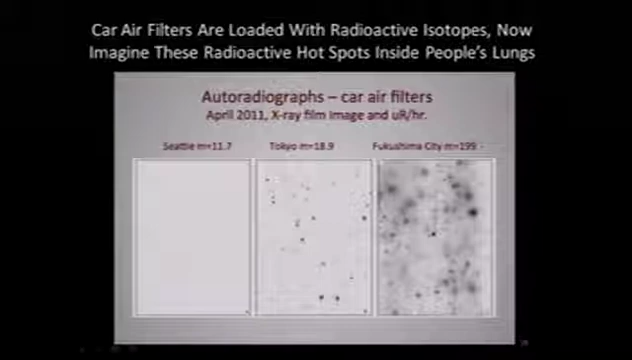 Car Air Filters Are Loaded With Radioactive Isotopes, Now
Imagine These Radioactive Hot Spots Inside People's Lungs
Autoradiographs – car air filters
April 2011, X-ray film image and uR/hr.
Seattle m=11.7 Tokyo m=18.9 Fukushima City m=199